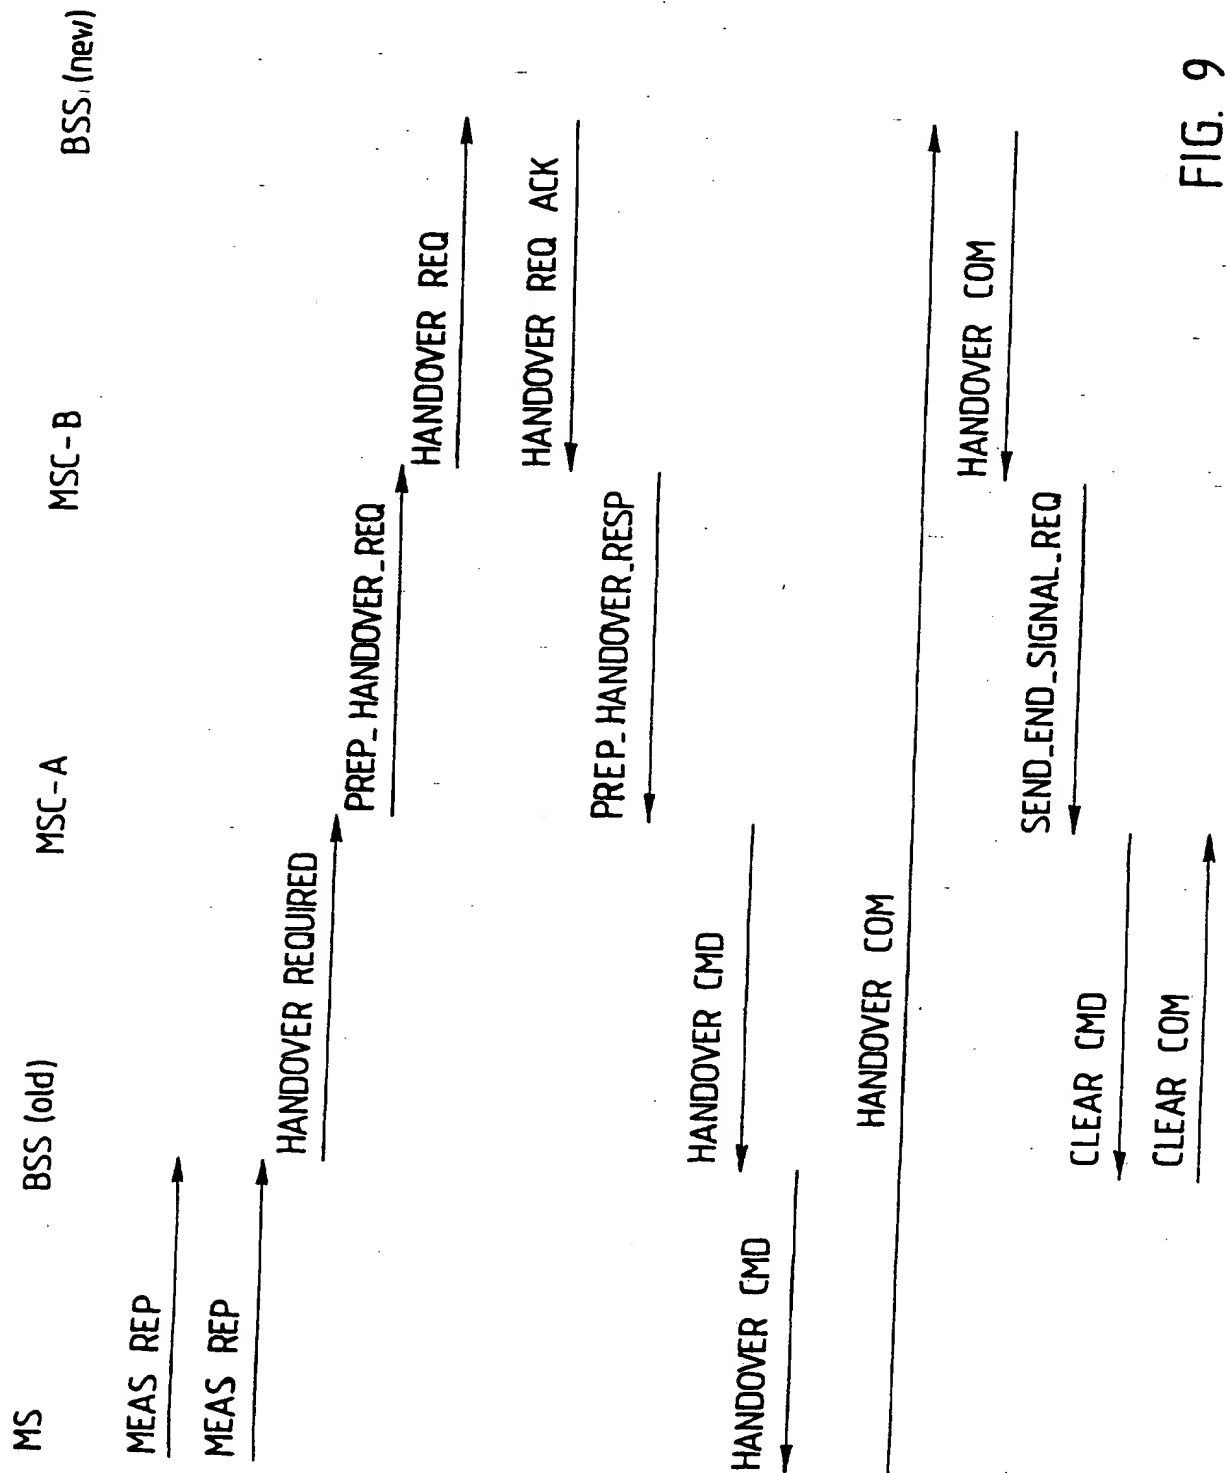 MS
BSS (old)
MSC-A
MSC-B
BSS (new)
MEAS REP
MEAS REP
HANDOVER REQUIRED
PREP_HANDOVER_REQ
HANDOVER REQ
HANDOVER REQ ACK
PREP_HANDOVER_RESP
HANDOVER CMD
HANDOVER CMD
HANDOVER COM
HANDOVER COM
SEND_END_SIGNAL_REQ
CLEAR CMD
CLEAR COM
FIG. 9